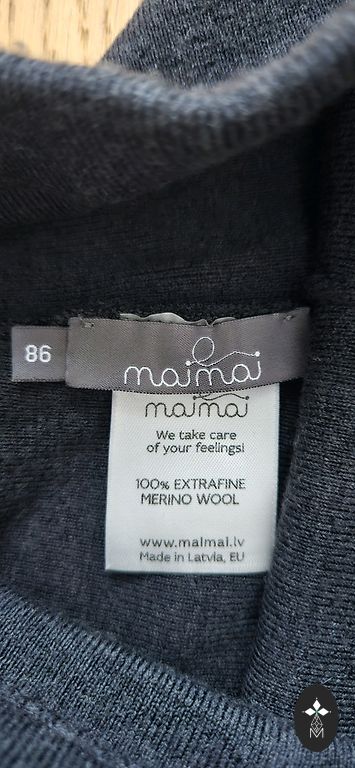 86
maimai
maimai
We take care
of your feelings!
100% EXTRAFINE
MERINO WOOL
www.maimai.lv
Made in Latvia, EU
M